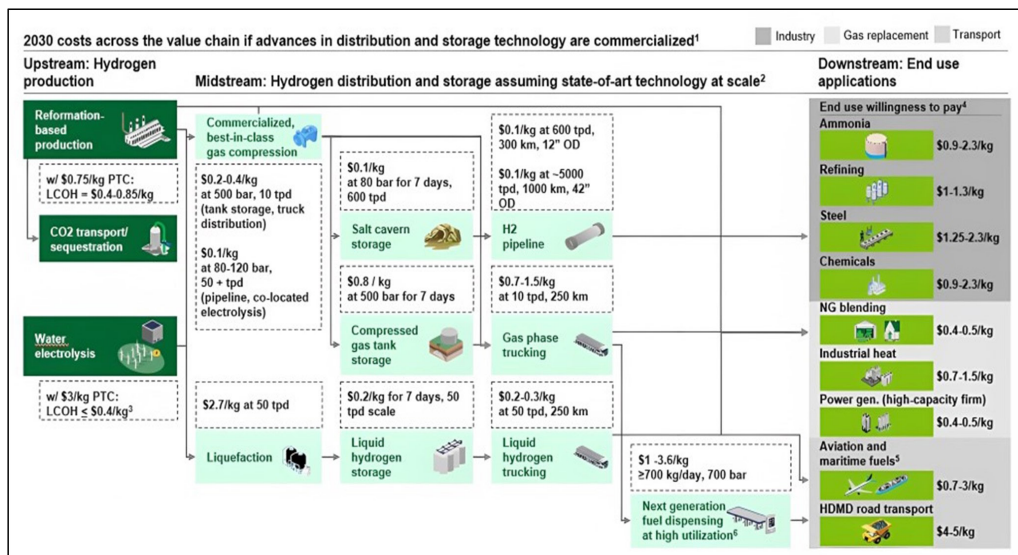 2030 costs across the value chain if advances in distribution and storage technology are commercialized¹
Industry
Gas replacement
Transport
Upstream: Hydrogen
production
Midstream: Hydrogen distribution and storage assuming state-of-art technology at scale²
Downstream: End use
applications
Reformation-
based
production
w/ $0.75/kg PTC:
LCOH = $0.4-0.85/kg
CO2 transport/
sequestration
Water
electrolysis
w/ $3/kg PTC:
LCOH ≤ $0.4/kg³
Commercialized,
best-in-class
gas compression
$0.2-0.4/kg
at 500 bar, 10 tpd
(tank storage, truck
distribution)
$0.1/kg
at 80-120 bar,
50 + tpd
(pipeline, co-located
electrolysis)
$2.7/kg at 50 tpd
Liquefaction
$0.1/kg
at 80 bar for 7 days,
600 tpd
Salt cavern
storage
$0.8 / kg
at 500 bar for 7 days
Compressed
gas tank
storage
$0.2/kg for 7 days, 50
tpd scale
Liquid
hydrogen
storage
$0.1/kg at 600 tpd,
300 km, 12" OD
$0.1/kg at ~5000
tpd, 1000 km, 42"
OD
H2
pipeline
$0.7-1.5/kg
at 10 tpd, 250 km
Gas phase
trucking
$0.2-0.3/kg
at 50 tpd, 250 km
Liquid
hydrogen
trucking
$1 -3.6/kg
≥700 kg/day, 700 bar
Next generation
fuel dispensing
at high utilization⁶
End use willingness to pay⁴
Ammonia
$0.9-2.3/kg
Refining
$1-1.3/kg
Steel
$1.25-2.3/kg
Chemicals
$0.9-2.3/kg
NG blending
$0.4-0.5/kg
Industrial heat
$0.7-1.5/kg
Power gen. (high-capacity firm)
$0.4-0.5/kg
Aviation and
maritime fuels⁵
$0.7-3/kg
HDMD road transport
$4-5/kg